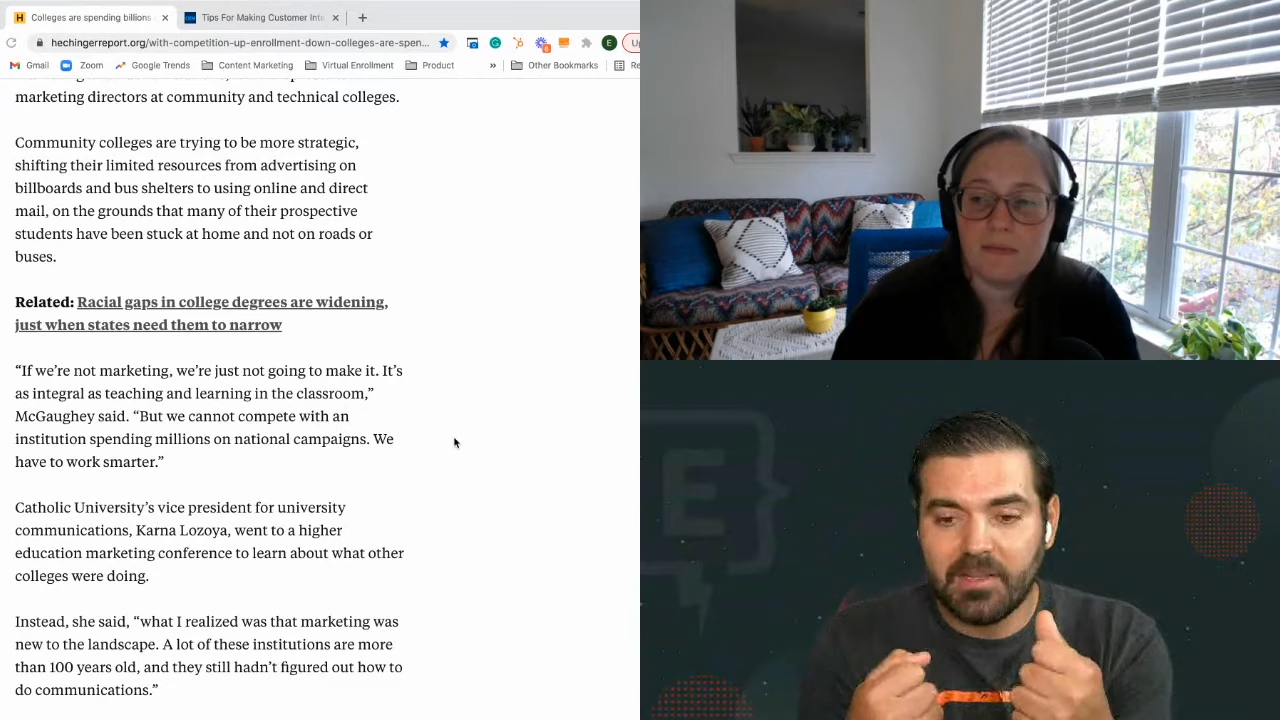 Colleges are spending billions
Tips For Making Customer Inte
hechingerreport.org/with-competition-up-enrollment-down-colleges-are-spen...
E
Gmail
Zoom
Google Trends
Content Marketing
Virtual Enrollment
Product
»
Other Bookmarks
marketing directors at community and technical colleges.
Community colleges are trying to be more strategic,
shifting their limited resources from advertising on
billboards and bus shelters to using online and direct
mail, on the grounds that many of their prospective
students have been stuck at home and not on roads or
buses.
Related: Racial gaps in college degrees are widening,
just when states need them to narrow
“If we’re not marketing, we’re just not going to make it. It’s
as integral as teaching and learning in the classroom,”
McGaughey said. “But we cannot compete with an
institution spending millions on national campaigns. We
have to work smarter.”
Catholic University’s vice president for university
communications, Karna Lozoya, went to a higher
education marketing conference to learn about what other
colleges were doing.
Instead, she said, “what I realized was that marketing was
new to the landscape. A lot of these institutions are more
than 100 years old, and they still hadn’t figured out how to
do communications.”
E